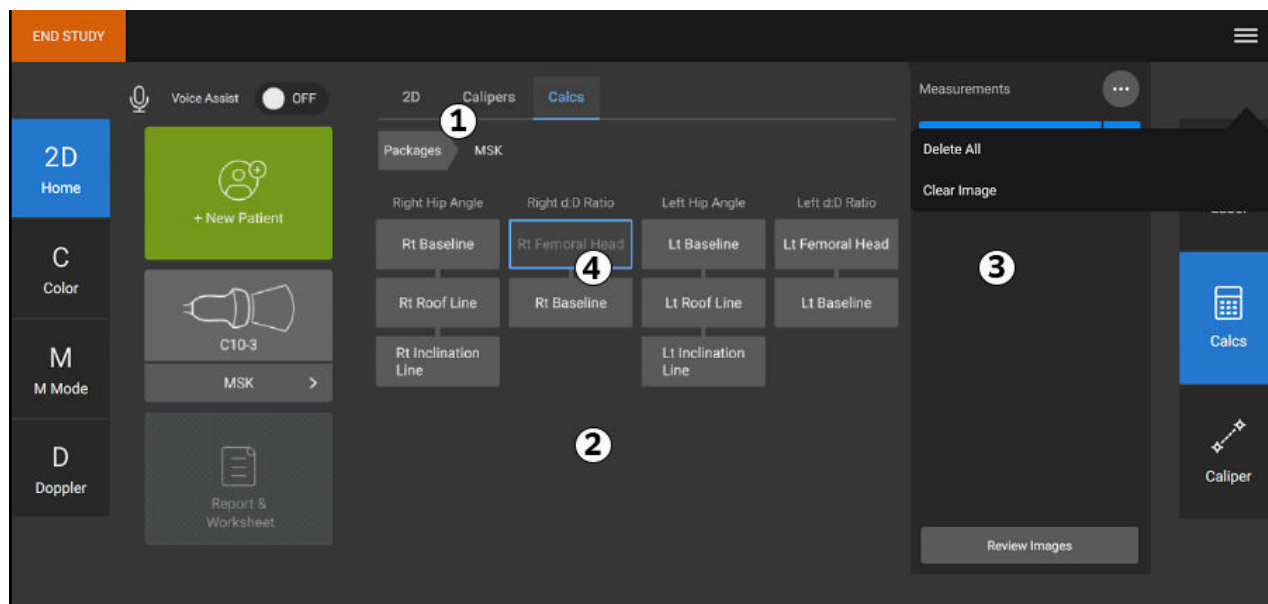 END STUDY
Voice Assist
OFF
2D
Calipers
Calcs
1
Packages
MSK
Measurements
...
Delete All
Clear Image
2D
Home
C
Color
M
M Mode
D
Doppler
+ New Patient
C10-3
MSK >
Report &
Worksheet
Right Hip Angle
Right d:D Ratio
Left Hip Angle
Left d:D Ratio
Rt Baseline
Rt Femoral Head
Lt Baseline
Lt Femoral Head
4
3
Rt Roof Line
Rt Baseline
Lt Roof Line
Lt Baseline
Rt Inclination
Line
Lt Inclination
Line
2
Review Images
Calcs
Caliper